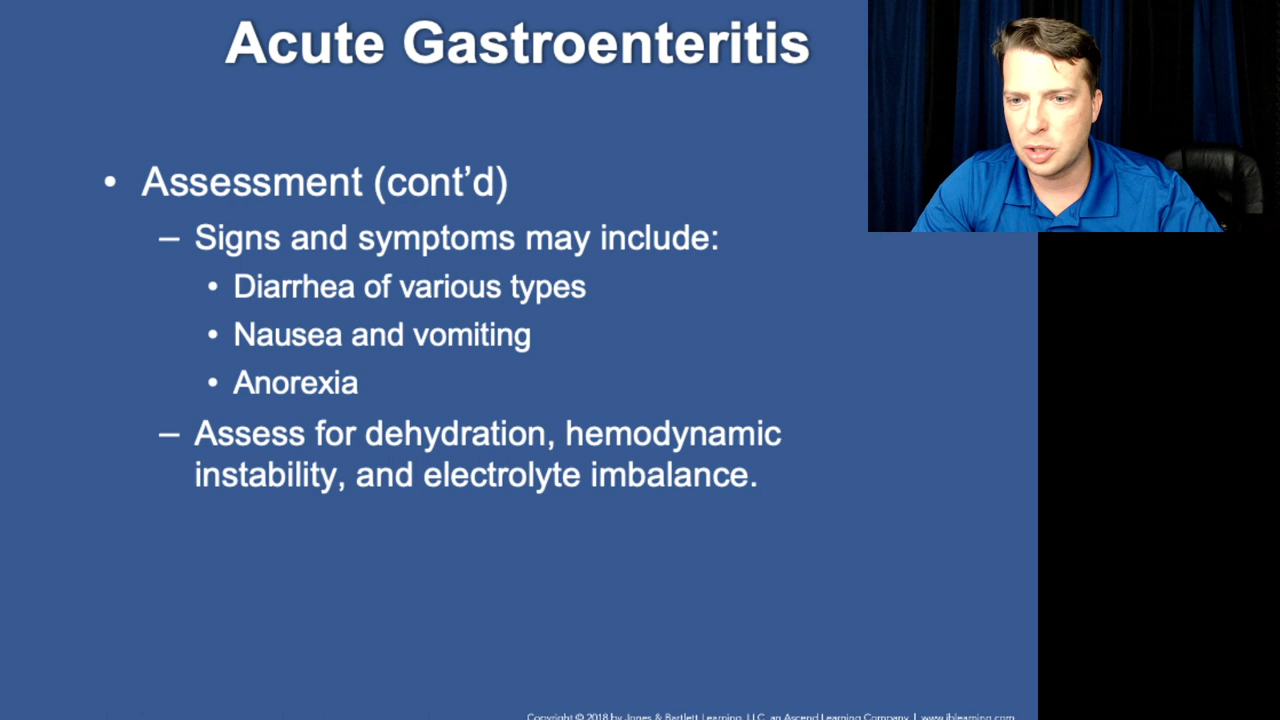 Acute Gastroenteritis
• Assessment (cont’d)
– Signs and symptoms may include:
• Diarrhea of various types
• Nausea and vomiting
• Anorexia
– Assess for dehydration, hemodynamic
instability, and electrolyte imbalance.
Copyright © 2018 by Jones & Bartlett Learning, LLC, an Ascend Learning Company | www.jblearning.com